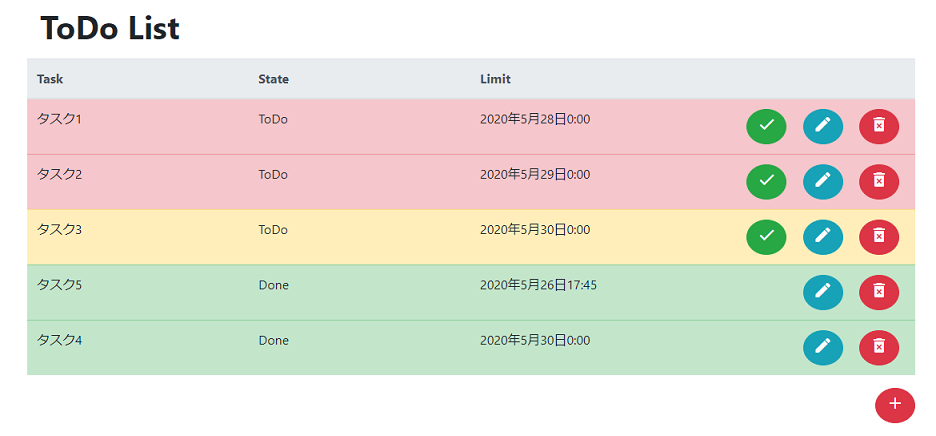 ToDo List
Task State Limit
タスク1 ToDo 2020年5月28日0:00
タスク2 ToDo 2020年5月29日0:00
タスク3 ToDo 2020年5月30日0:00
タスク5 Done 2020年5月26日17:45
タスク4 Done 2020年5月30日0:00